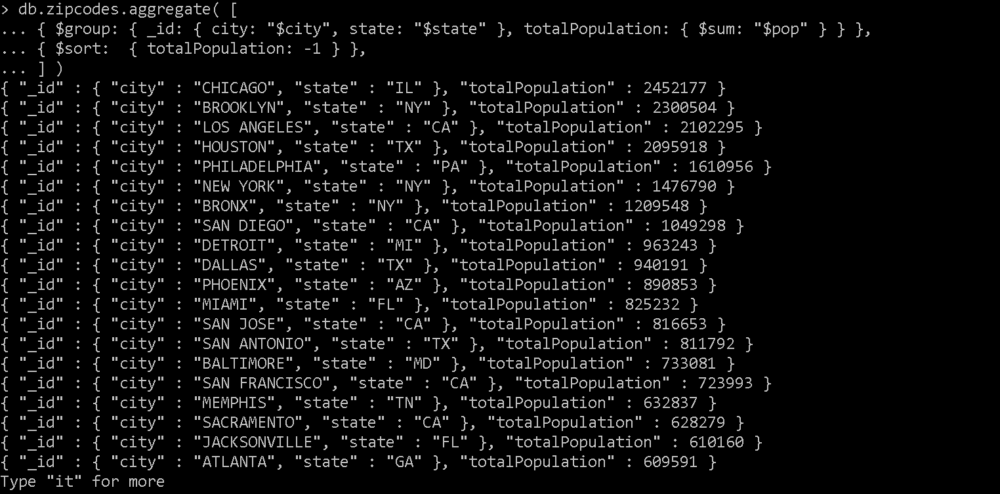 > db.zipcodes.aggregate( [
... { $group: { _id: { city: "$city", state: "$state" }, totalPopulation: { $sum: "$pop" } } },
... { $sort:  { totalPopulation: -1 } },
... ] )
{ "_id" : { "city" : "CHICAGO", "state" : "IL" }, "totalPopulation" : 2452177 }
{ "_id" : { "city" : "BROOKLYN", "state" : "NY" }, "totalPopulation" : 2300504 }
{ "_id" : { "city" : "LOS ANGELES", "state" : "CA" }, "totalPopulation" : 2102295 }
{ "_id" : { "city" : "HOUSTON", "state" : "TX" }, "totalPopulation" : 2095918 }
{ "_id" : { "city" : "PHILADELPHIA", "state" : "PA" }, "totalPopulation" : 1610956 }
{ "_id" : { "city" : "NEW YORK", "state" : "NY" }, "totalPopulation" : 1476790 }
{ "_id" : { "city" : "BRONX", "state" : "NY" }, "totalPopulation" : 1209548 }
{ "_id" : { "city" : "SAN DIEGO", "state" : "CA" }, "totalPopulation" : 1049298 }
{ "_id" : { "city" : "DETROIT", "state" : "MI" }, "totalPopulation" : 963243 }
{ "_id" : { "city" : "DALLAS", "state" : "TX" }, "totalPopulation" : 940191 }
{ "_id" : { "city" : "PHOENIX", "state" : "AZ" }, "totalPopulation" : 890853 }
{ "_id" : { "city" : "MIAMI", "state" : "FL" }, "totalPopulation" : 825232 }
{ "_id" : { "city" : "SAN JOSE", "state" : "CA" }, "totalPopulation" : 816653 }
{ "_id" : { "city" : "SAN ANTONIO", "state" : "TX" }, "totalPopulation" : 811792 }
{ "_id" : { "city" : "BALTIMORE", "state" : "MD" }, "totalPopulation" : 733081 }
{ "_id" : { "city" : "SAN FRANCISCO", "state" : "CA" }, "totalPopulation" : 723993 }
{ "_id" : { "city" : "MEMPHIS", "state" : "TN" }, "totalPopulation" : 632837 }
{ "_id" : { "city" : "SACRAMENTO", "state" : "CA" }, "totalPopulation" : 628279 }
{ "_id" : { "city" : "JACKSONVILLE", "state" : "FL" }, "totalPopulation" : 610160 }
{ "_id" : { "city" : "ATLANTA", "state" : "GA" }, "totalPopulation" : 609591 }
Type "it" for more